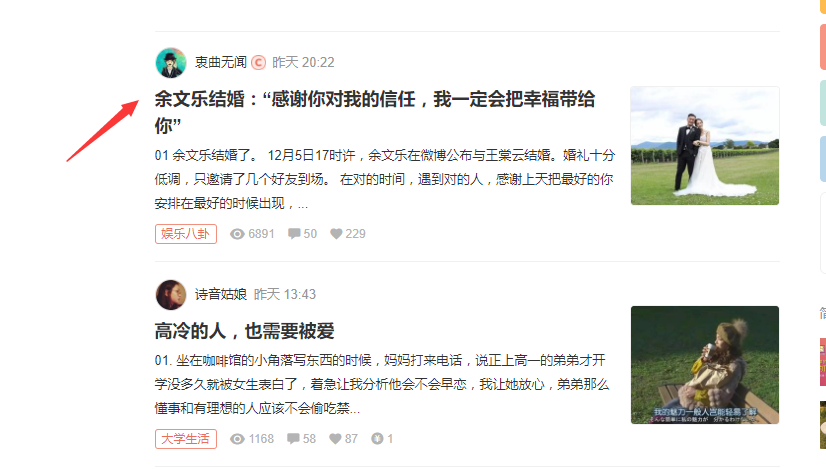 衷曲无闻 C 昨天 20:22
余文乐结婚：“感谢你对我的信任，我一定会把幸福带给
你”
01 余文乐结婚了。 12月5日17时许，余文乐在微博公布与王棠云结婚。婚礼十分
低调，只邀请了几个好友到场。 在对的时间，遇到对的人，感谢上天把最好的你
安排在最好的时候出现，...
娱乐八卦 6891 50 229
诗音姑娘 昨天 13:43
高冷的人，也需要被爱
01. 坐在咖啡馆的小角落写东西的时候，妈妈打来电话，说正上高一的弟弟才开
学没多久就被女生表白了，着急让我分析他会不会早恋，我让她放心，弟弟那么
懂事和有理想的人应该不会偷吃禁...
我的魅力一般人岂能轻易了解
大学生活 1168 58 87 1